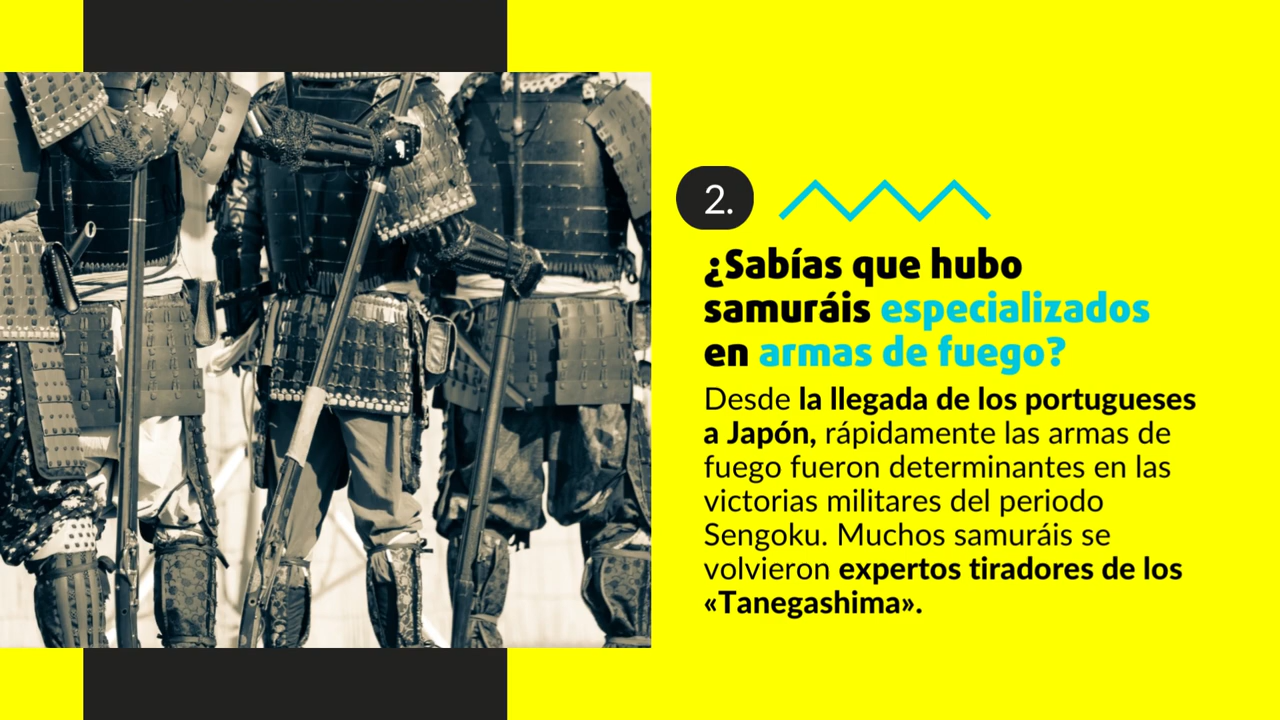 2.
¿Sabías que hubo
samuráis especializados
en armas de fuego?
Desde la llegada de los portugueses
a Japón, rápidamente las armas de
fuego fueron determinantes en las
victorias militares del periodo
Sengoku. Muchos samuráis se
volvieron expertos tiradores de los
«Tanegashima».